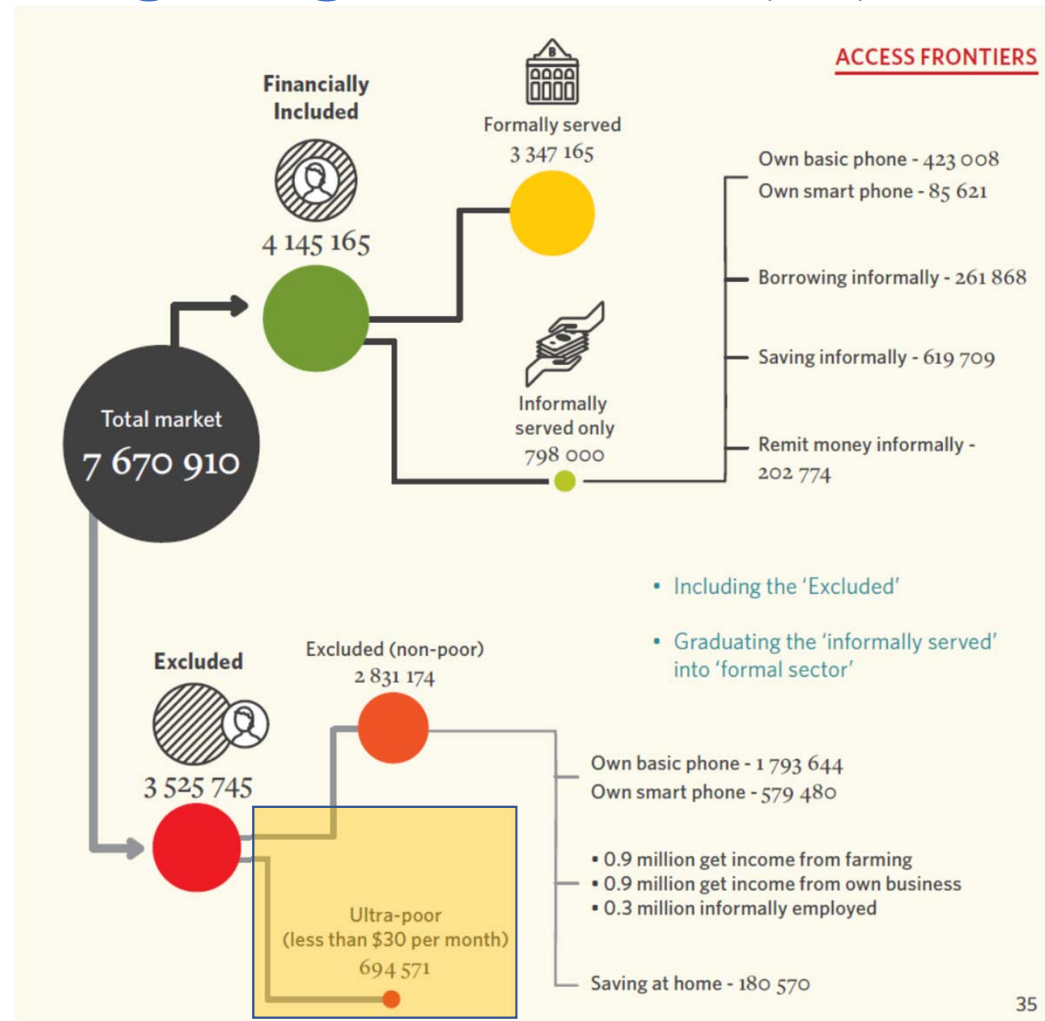 ACCESS FRONTIERS
Financially
Included
4 145 165
B
Formally served
3 347 165
Own basic phone - 423 008
Own smart phone - 85 621
Borrowing informally - 261 868
Saving informally - 619 709
Remit money informally -
202 774
Informally
served only
798 000
Total market
7 670 910
• Including the ‘Excluded’
• Graduating the ‘informally served’
into ‘formal sector’
Excluded
3 525 745
Excluded (non-poor)
2 831 174
Own basic phone - 1 793 644
Own smart phone - 579 480
▪ 0.9 million get income from farming
▪ 0.9 million get income from own business
▪ 0.3 million informally employed
Saving at home - 180 570
Ultra-poor
(less than $30 per month)
694 571
35